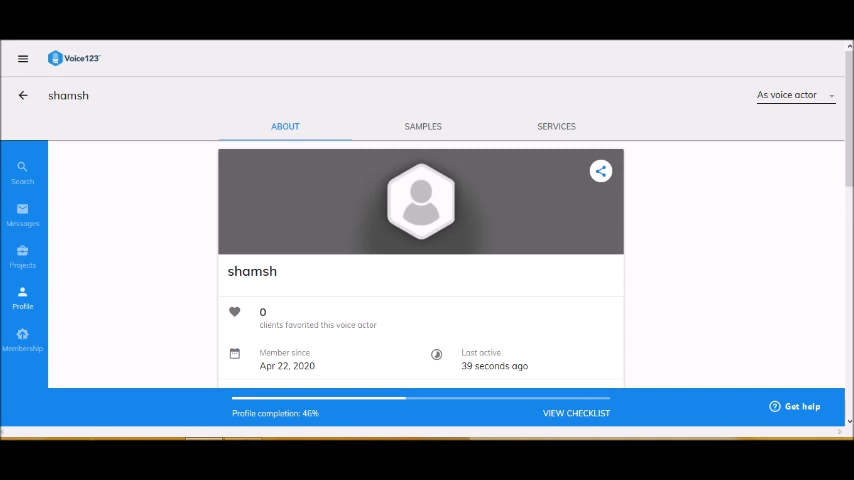 Voice123
shamsh
As voice actor
ABOUT
SAMPLES
SERVICES
Search
Messages
Projects
Profile
Membership
shamsh
0
clients favorited this voice actor
Member since
Apr 22, 2020
Last active
39 seconds ago
Profile completion: 46%
VIEW CHECKLIST
Get help